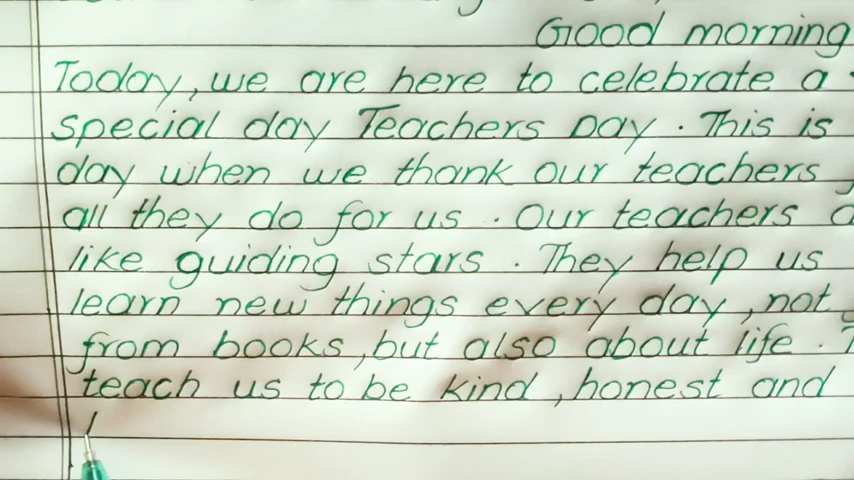 Good morning
Today, we are here to celebrate a
special day Teachers Day. This is
day when we thank our teachers
all they do for us. Our teachers
like guiding stars. They help us
learn new things every day, not
from books, but also about life.
teach us to be kind, honest and